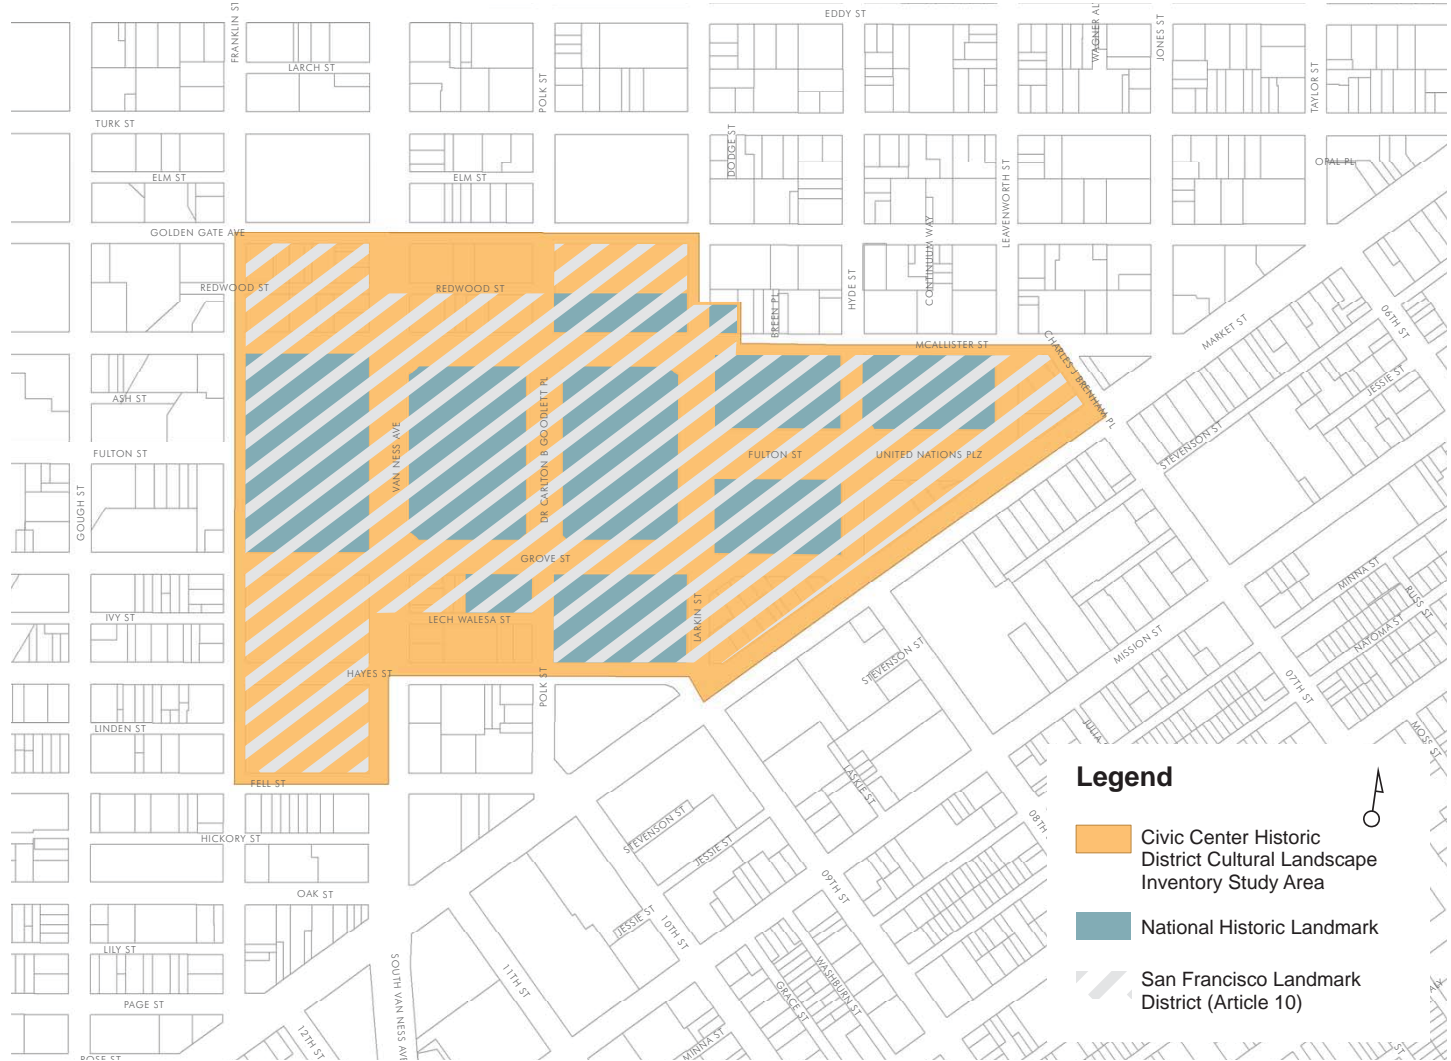 EDDY ST
FRANKLIN ST
WAGNER AL
JONES ST
LARCH ST
POLK ST
TAYLOR ST
TURK ST
DODGE ST
OPAL PL
ELM ST
ELM ST
LEAVENWORTH ST
GOLDEN GATE AVE
CONTINUUM WAY
HYDE ST
REDWOOD ST
REDWOOD ST
BREEN PL
06TH ST
MARKET ST
MCALLISTER ST
CHARLES J BRENHAM PL
JESSIE ST
ASH ST
DR CARLTON B GOODLETT PL
VAN NESS AVE
STEVENSON ST
FULTON ST
FULTON ST
UNITED NATIONS PLZ
GOUGH ST
GROVE ST
MINNA ST
RUSS ST
IVY ST
LECH WALESA ST
LARKIN ST
NATOMA ST
MISSION ST
STEVENSON ST
HAYES ST
POLK ST
07TH ST
LINDEN ST
JULIA
MOSS ST
FELL ST
LASKIE ST
Legend
Civic Center Historic
District Cultural Landscape
Inventory Study Area
National Historic Landmark
San Francisco Landmark
District (Article 10)
08TH
STEVENSON ST
HICKORY ST
JESSIE ST
OAK ST
09TH ST
JESSIE ST
10TH ST
LILY ST
11TH ST
WASHBURN ST
GRACE ST
SOUTH VAN NESS AVE
PAGE ST
12TH ST
MINNA ST
ROSE ST